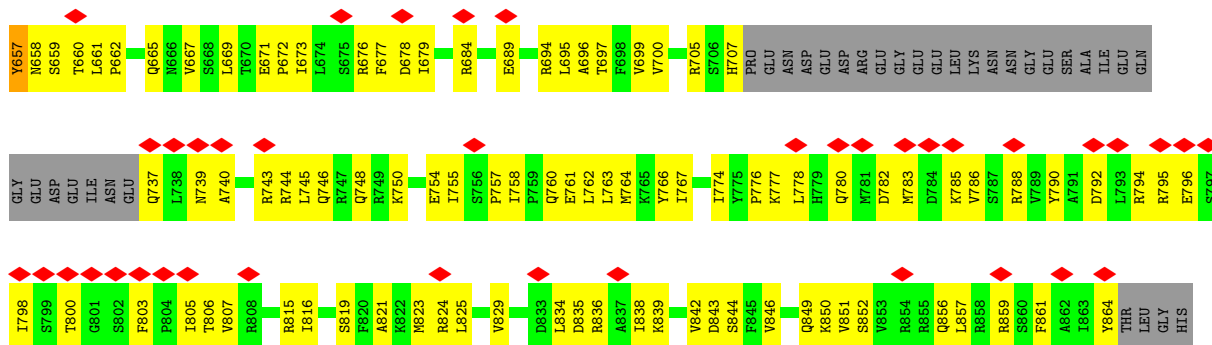 Y657 N658 S659 T660 L661 P662 Q665 N666 V667 S668 L669 T670 E671 P672 I673 L674 S675 R676 F677 D678 I679 R684 E689 R694 L695 A696 T697 F698 V699 V700 R705 S706 H707 PRO GLU ASN ASP GLU ASP ARG GLU GLY GLU GLU LEU LYS ASN ASN GLY GLU SER ALA ILE GLU GLN
GLY GLU ASP GLU ILE ASN GLU Q737 L738 N739 A740 R743 R744 L745 Q746 R747 Q748 R749 K750 E754 I755 S756 P757 I758 P759 Q760 E761 L762 L763 M764 K765 Y766 I767 I774 Y775 P776 K777 L778 H779 Q780 M781 D782 M783 D784 K785 V786 S787 R788 V789 Y790 A791 D792 L793 R794 R795 E796 S797
I798 S799 T800 G801 S802 F803 P804 I805 T806 V807 R808 R815 I816 S819 F820 A821 K822 M823 R824 L825 V829 D833 L834 D835 R836 A837 I838 K839 V842 D843 S844 F845 V846 Q849 K850 V851 S852 V853 R854 R855 Q856 L857 R858 R859 S860 F861 A862 I863 Y864 THR LEU GLY HIS